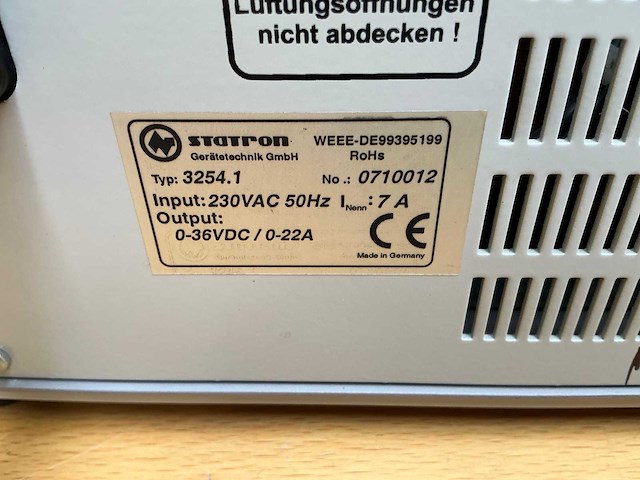 Lüftungsöffnungen
nicht abdecken !
statron WEEE-DE99395199
Gerätetechnik GmbH RoHs
Typ: 3254.1 No.: 0710012
Input: 230VAC 50Hz INenn: 7 A
Output:
0-36VDC / 0-22A
CE
Made in Germany